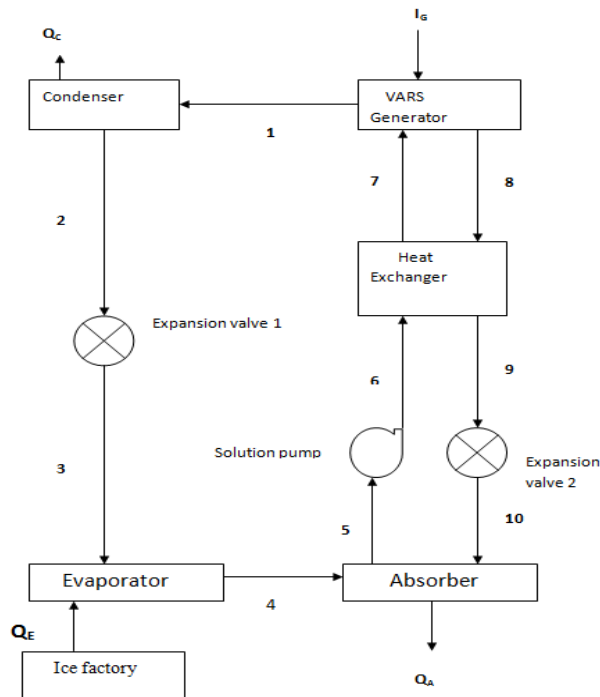 I_G
Q_C
Condenser
VARS
Generator
1
7
8
2
Heat
Exchanger
Expansion valve 1
6
9
Solution pump
Expansion
valve 2
3
5
10
Evaporator
Absorber
4
Q_E
Ice factory
Q_A